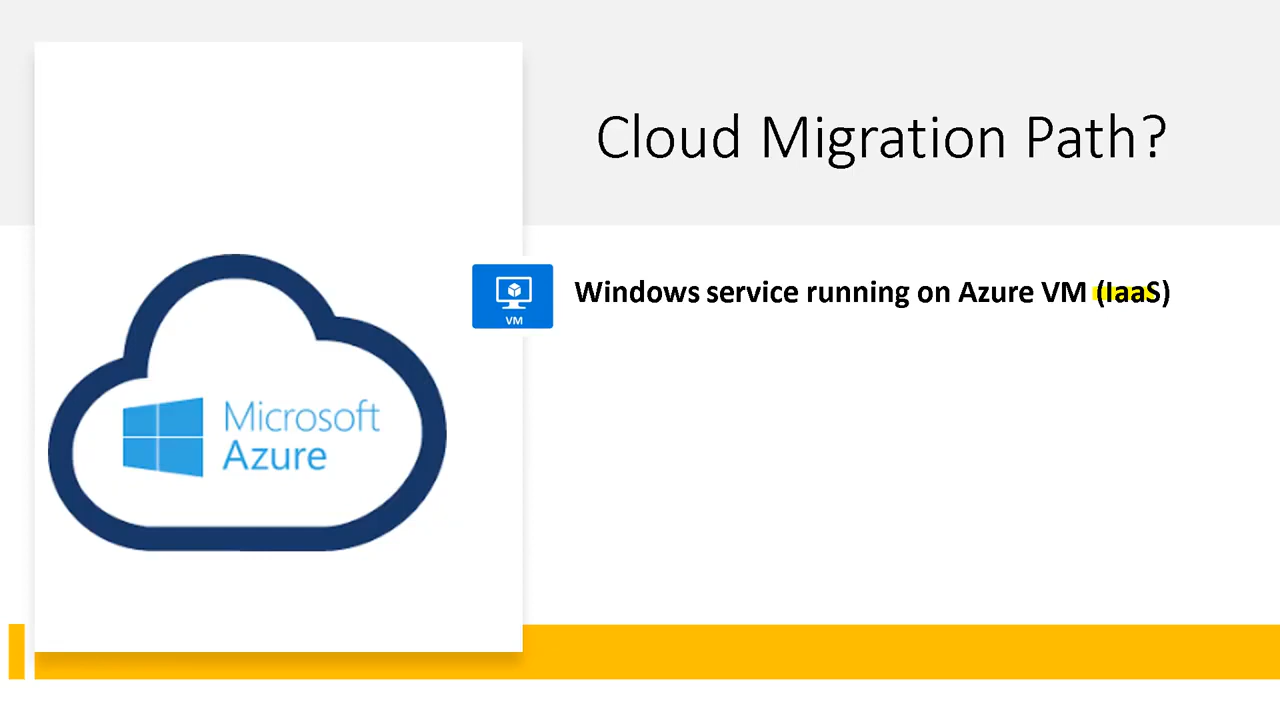 Cloud Migration Path?
VM
Windows service running on Azure VM (IaaS)
Microsoft
Azure